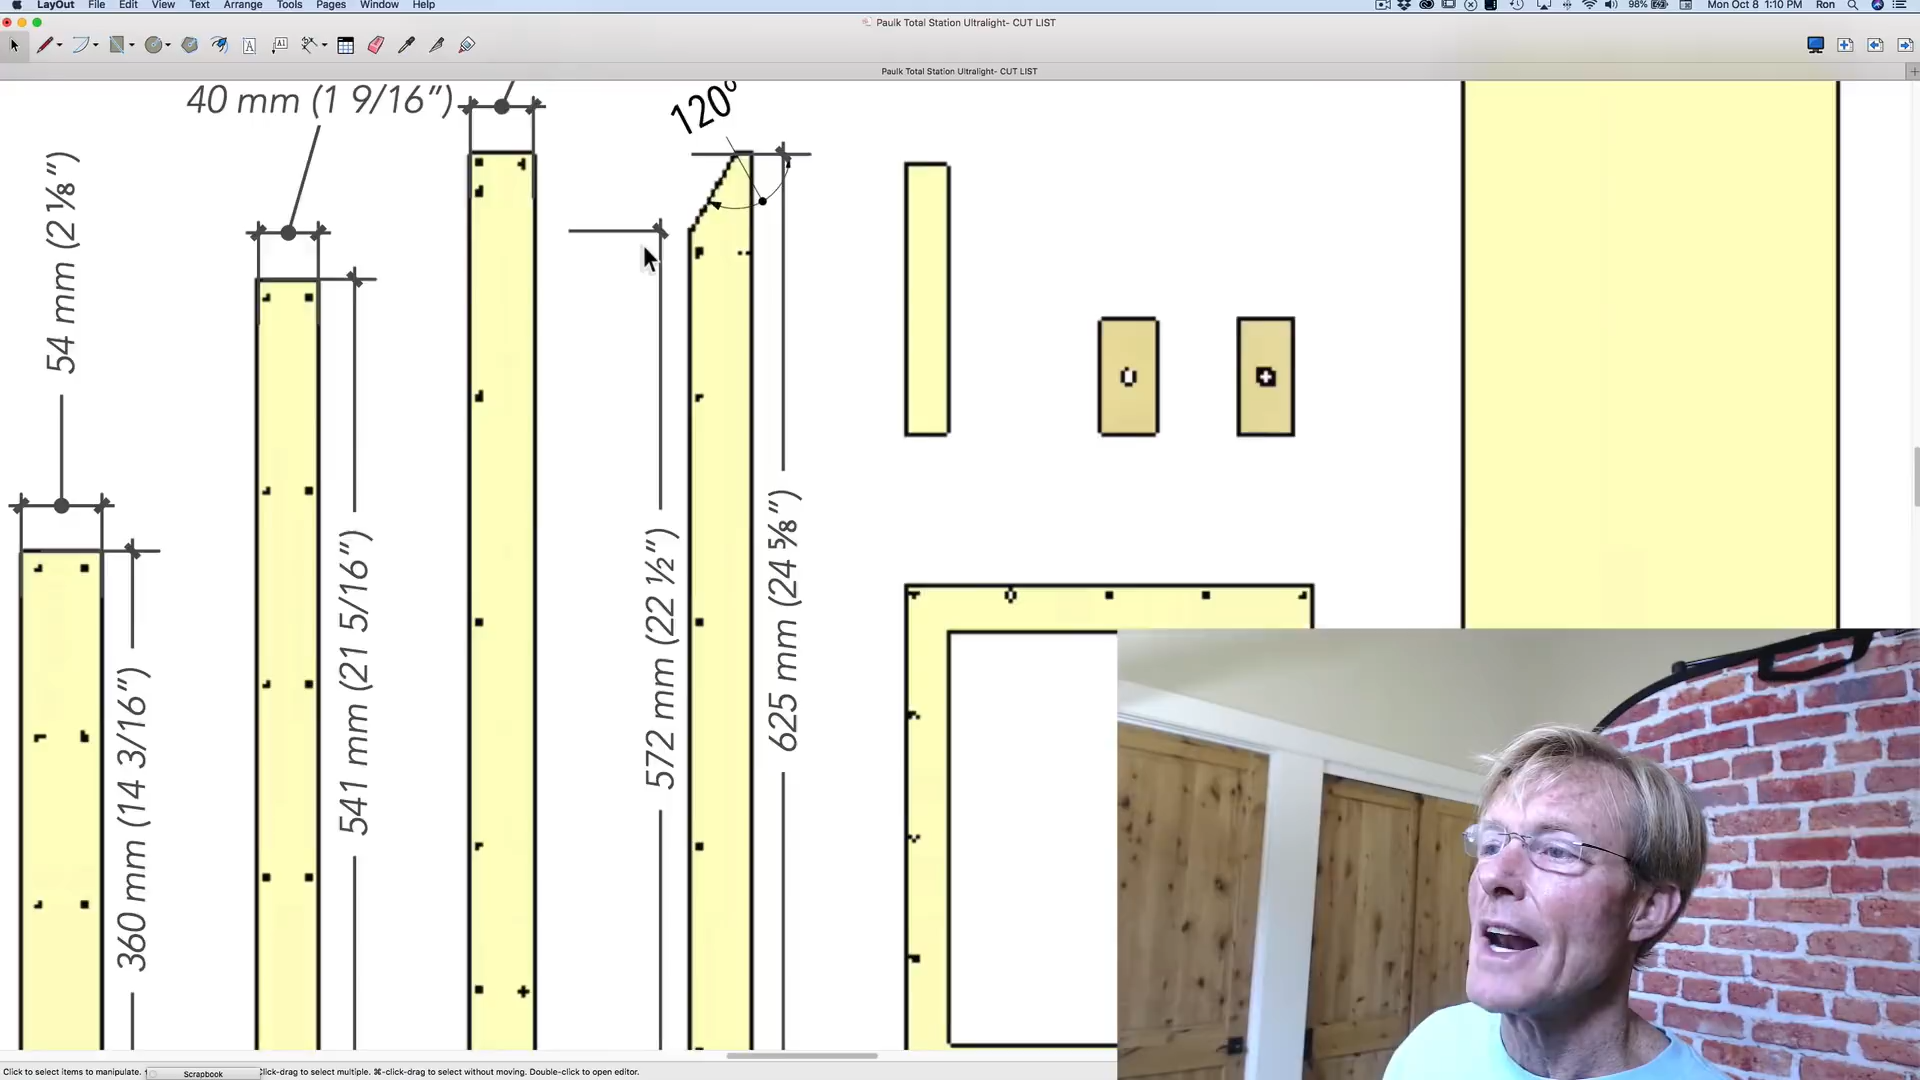 LayOut File Edit View Text Arrange Tools Pages Window Help
98% Mon Oct 8 1:10 PM Ron
Paulk Total Station Ultralight- CUT LIST
Paulk Total Station Ultralight- CUT LIST
40 mm (1 9/16")
120°
54 mm (2 ⅛")
541 mm (21 5/16")
572 mm (22 ½")
625 mm (24 ⅝")
360 mm (14 3/16")
Click to select items to manipulate.
Scrapbook
Click-drag to select multiple. ⌘-click-drag to select without moving. Double-click to open editor.